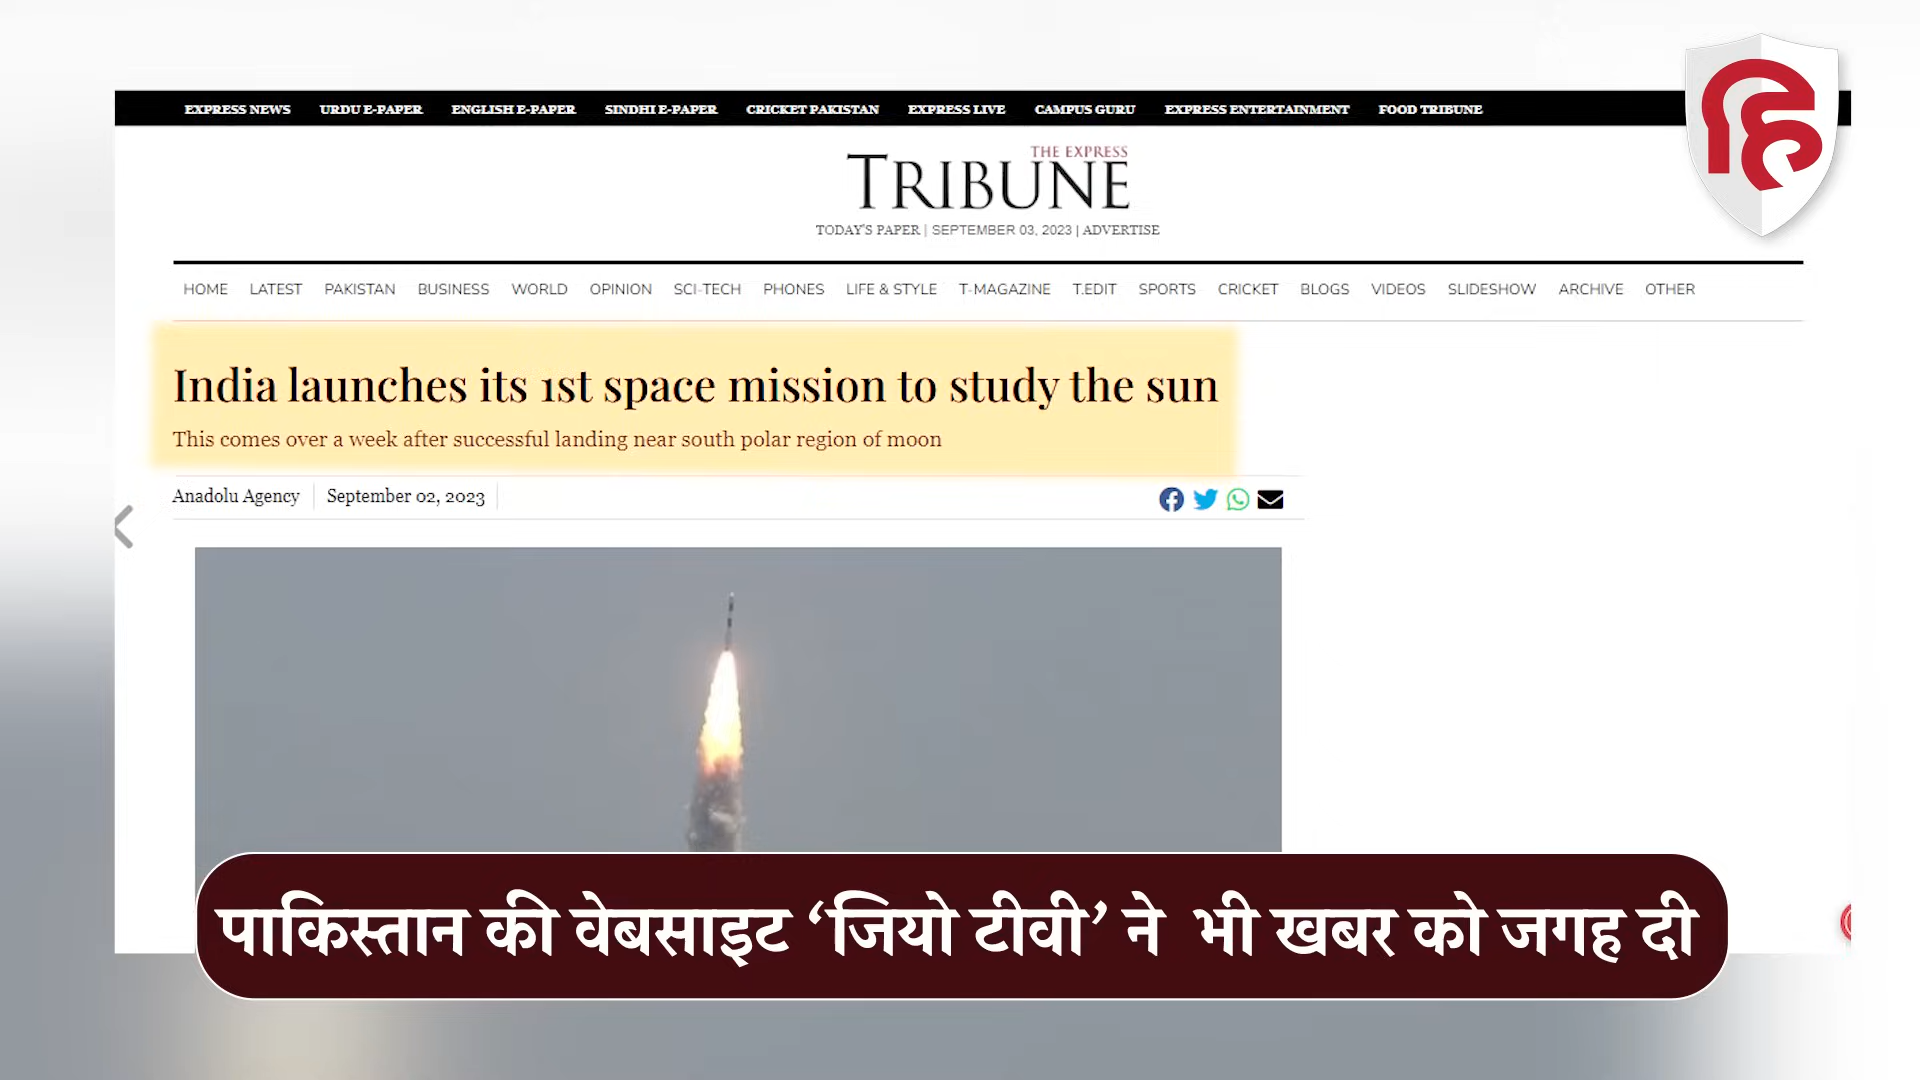 EXPRESS NEWS URDU E-PAPER ENGLISH E-PAPER SINDHI E-PAPER CRICKET PAKISTAN EXPRESS LIVE CAMPUS GURU EXPRESS ENTERTAINMENT FOOD TRIBUNE
हि
THE EXPRESS
TRIBUNE
TODAY'S PAPER | SEPTEMBER 03, 2023 | ADVERTISE
HOME LATEST PAKISTAN BUSINESS WORLD OPINION SCI-TECH PHONES LIFE & STYLE T-MAGAZINE T.EDIT SPORTS CRICKET BLOGS VIDEOS SLIDESHOW ARCHIVE OTHER
India launches its 1st space mission to study the sun
This comes over a week after successful landing near south polar region of moon
Anadolu Agency September 02, 2023
पाकिस्तान की वेबसाइट ‘जियो टीवी’ ने भी खबर को जगह दी